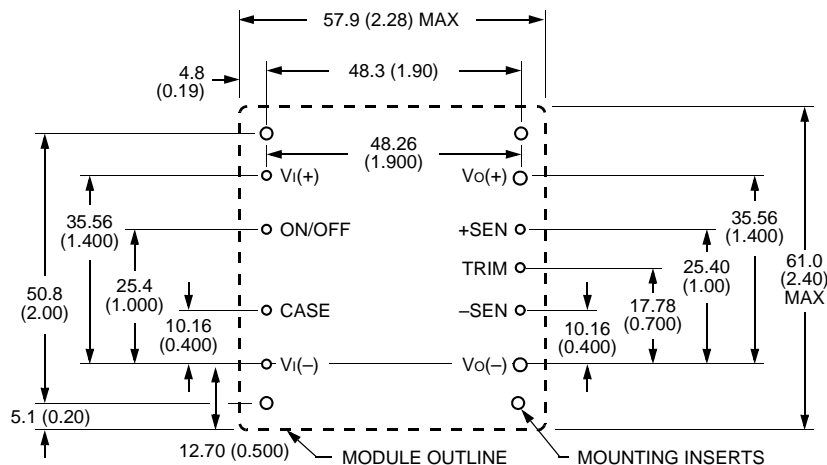 57.9 (2.28) MAX
4.8
(0.19)
48.3 (1.90)
48.26
(1.900)
VI(+)
VO(+)
35.56
(1.400)
ON/OFF
+SEN
35.56
(1.400)
TRIM
61.0
(2.40)
MAX
25.4
(1.000)
25.40
(1.00)
50.8
(2.00)
CASE
–SEN
17.78
(0.700)
10.16
(0.400)
10.16
(0.400)
VI(–)
VO(–)
5.1 (0.20)
12.70 (0.500)
MODULE OUTLINE
MOUNTING INSERTS